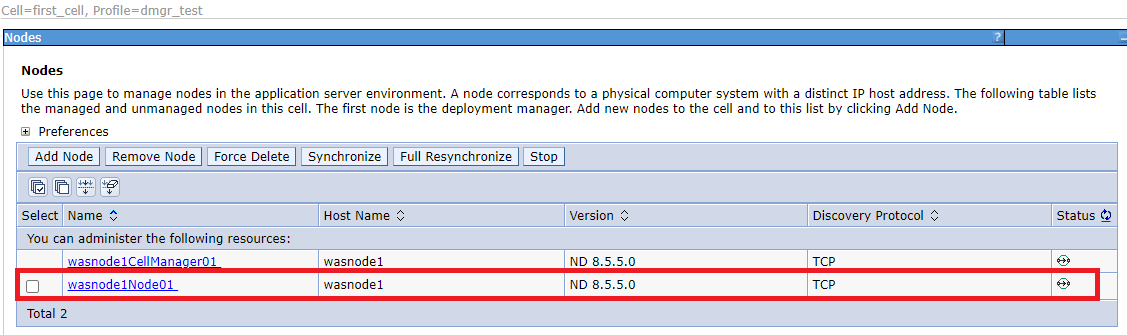 Cell=first_cell, Profile=dmgr_test
Nodes ? –
Nodes
Use this page to manage nodes in the application server environment. A node corresponds to a physical computer system with a distinct IP host address. The following table lists
the managed and unmanaged nodes in this cell. The first node is the deployment manager. Add new nodes to the cell and to this list by clicking Add Node.
Preferences
Add Node Remove Node Force Delete Synchronize Full Resynchronize Stop
Select Name Host Name Version Discovery Protocol Status
You can administer the following resources:
wasnode1CellManager01 wasnode1 ND 8.5.5.0 TCP
wasnode1Node01 wasnode1 ND 8.5.5.0 TCP
Total 2